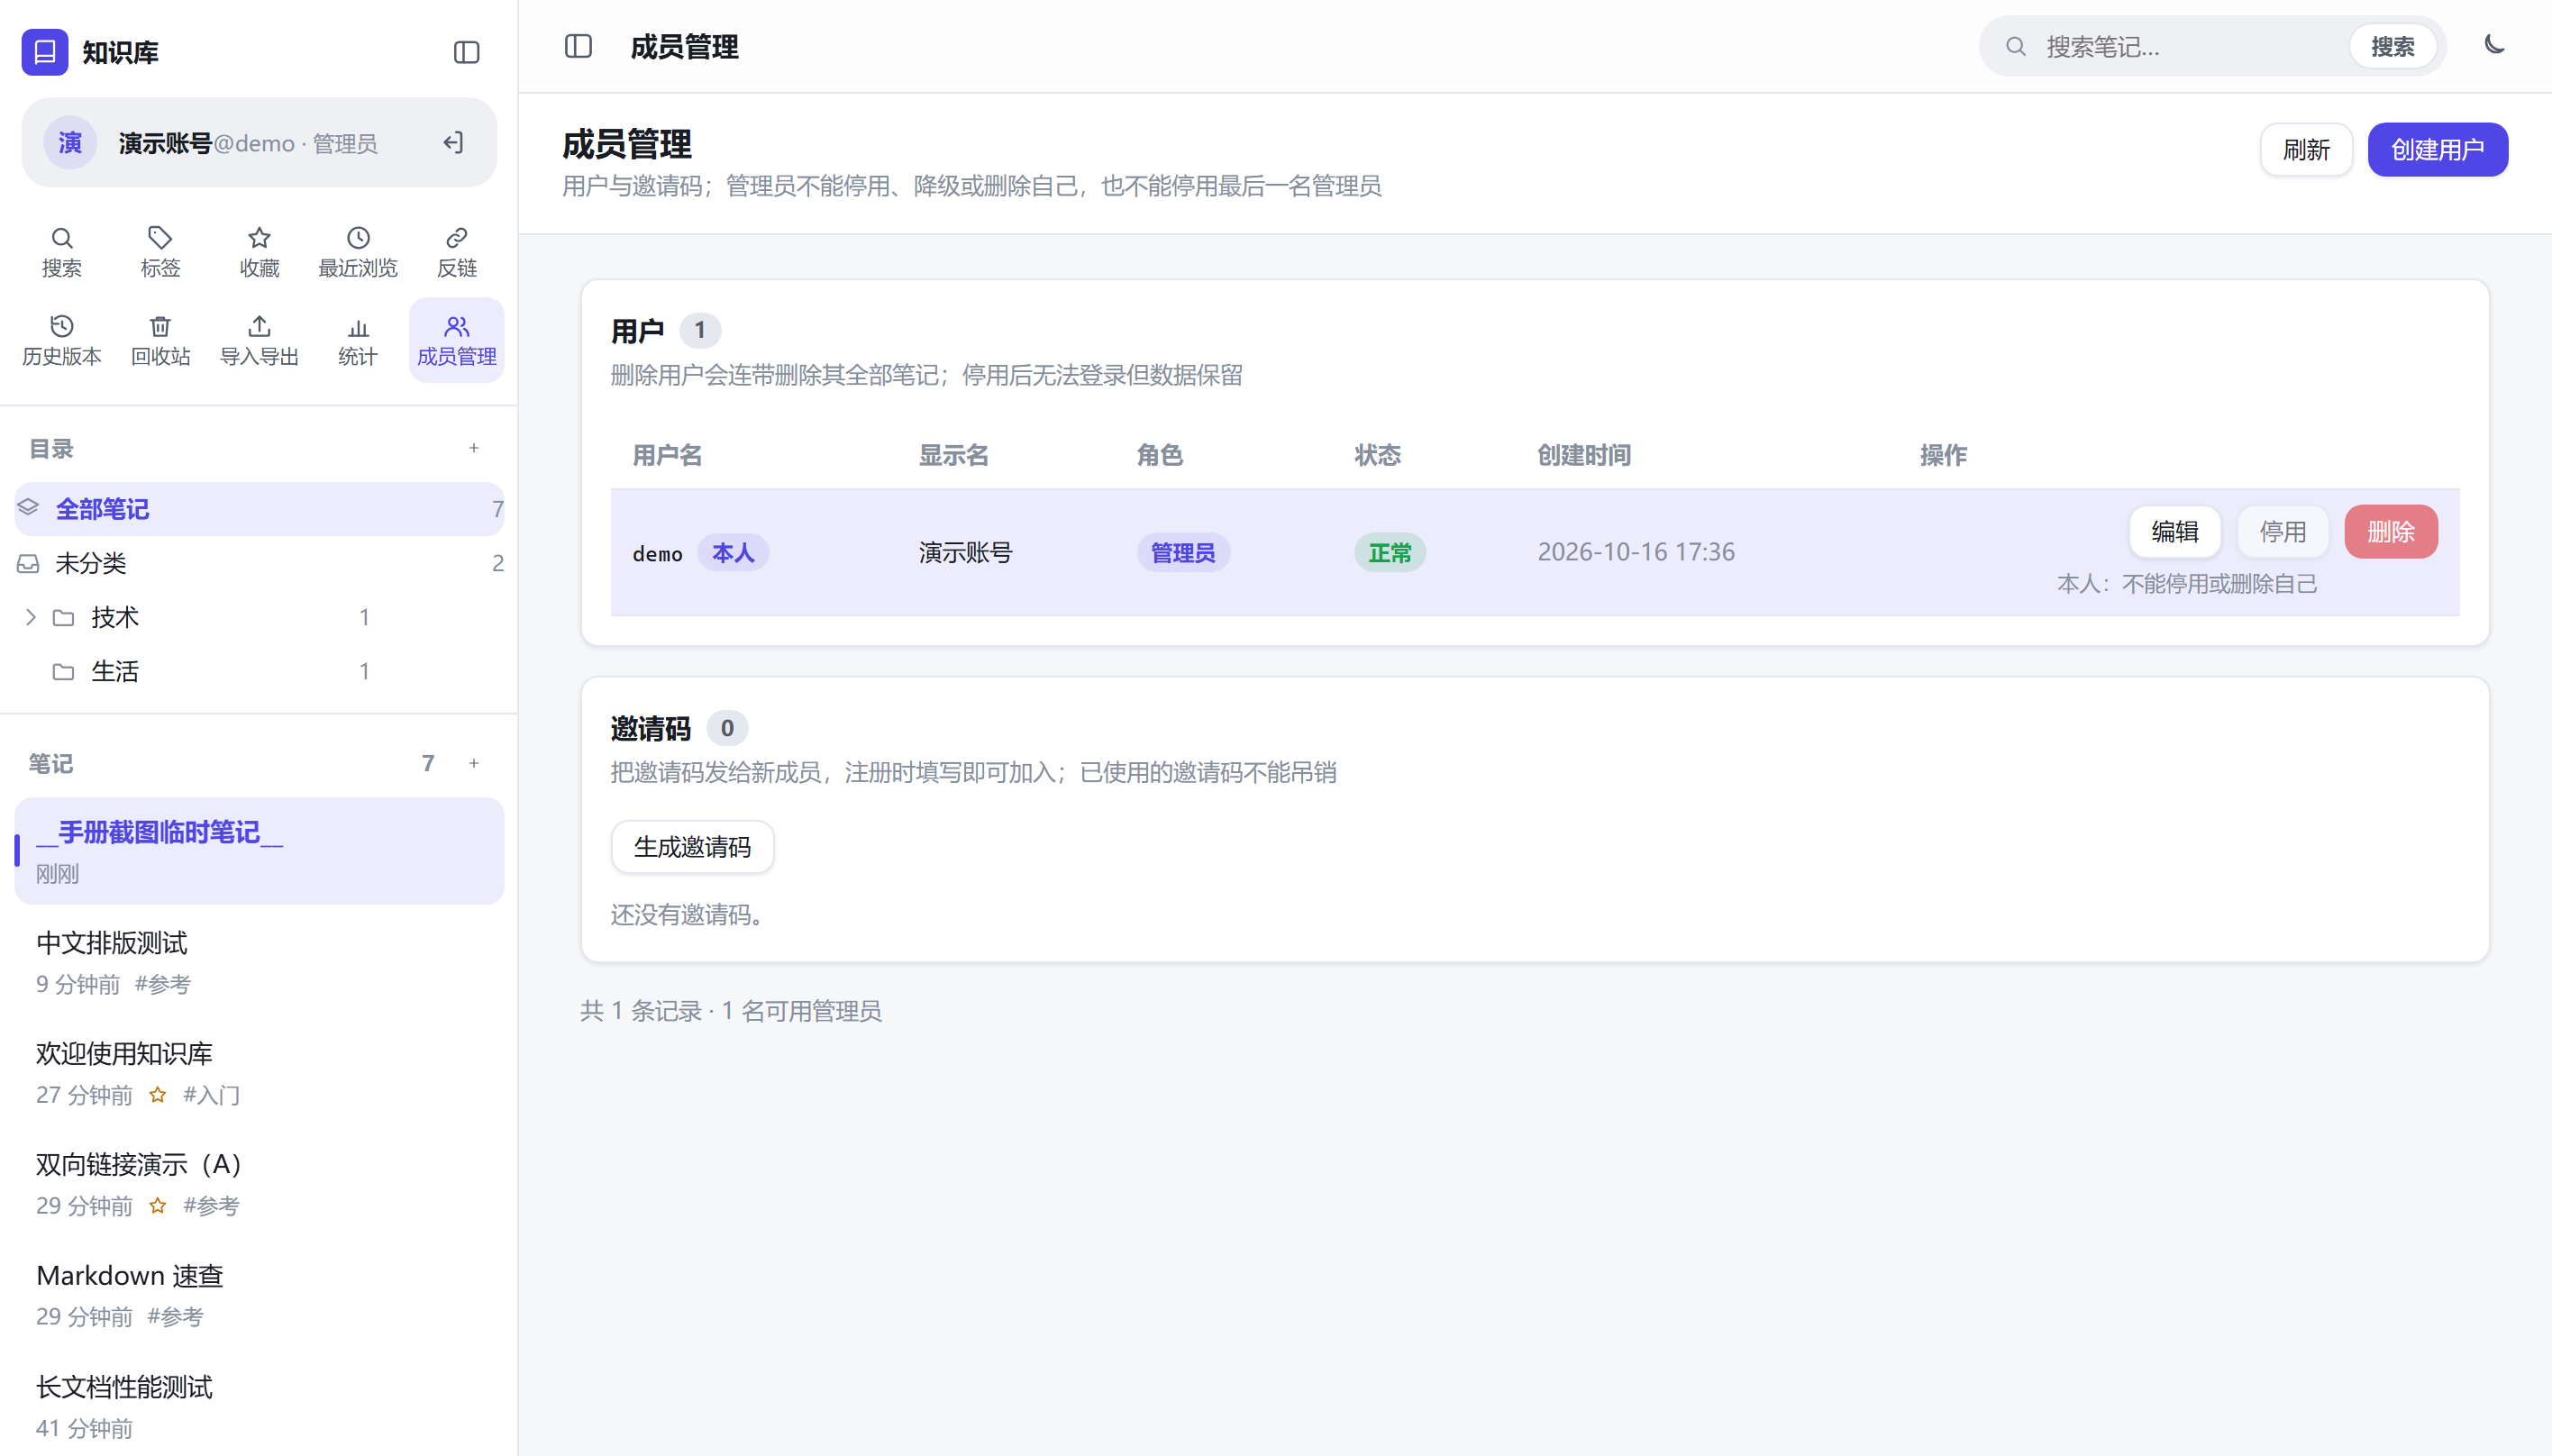 知识库
演 演示账号@demo · 管理员
搜索 标签 收藏 最近浏览 反链
历史版本 回收站 导入导出 统计 成员管理
目录 +
全部笔记 7
未分类 2
技术 1
生活 1
笔记 7 +
__手册截图临时笔记__
刚刚
中文排版测试
9 分钟前 #参考
欢迎使用知识库
27 分钟前 #入门
双向链接演示（A）
29 分钟前 #参考
Markdown 速查
29 分钟前 #参考
长文档性能测试
41 分钟前
成员管理 搜索笔记... 搜索
成员管理
用户与邀请码；管理员不能停用、降级或删除自己，也不能停用最后一名管理员
刷新 创建用户
用户 1
删除用户会连带删除其全部笔记；停用后无法登录但数据保留
用户名 显示名 角色 状态 创建时间 操作
demo 本人 演示账号 管理员 正常 2026-10-16 17:36 编辑 停用 删除
本人：不能停用或删除自己
邀请码 0
把邀请码发给新成员，注册时填写即可加入；已使用的邀请码不能吊销
生成邀请码
还没有邀请码。
共 1 条记录 · 1 名可用管理员